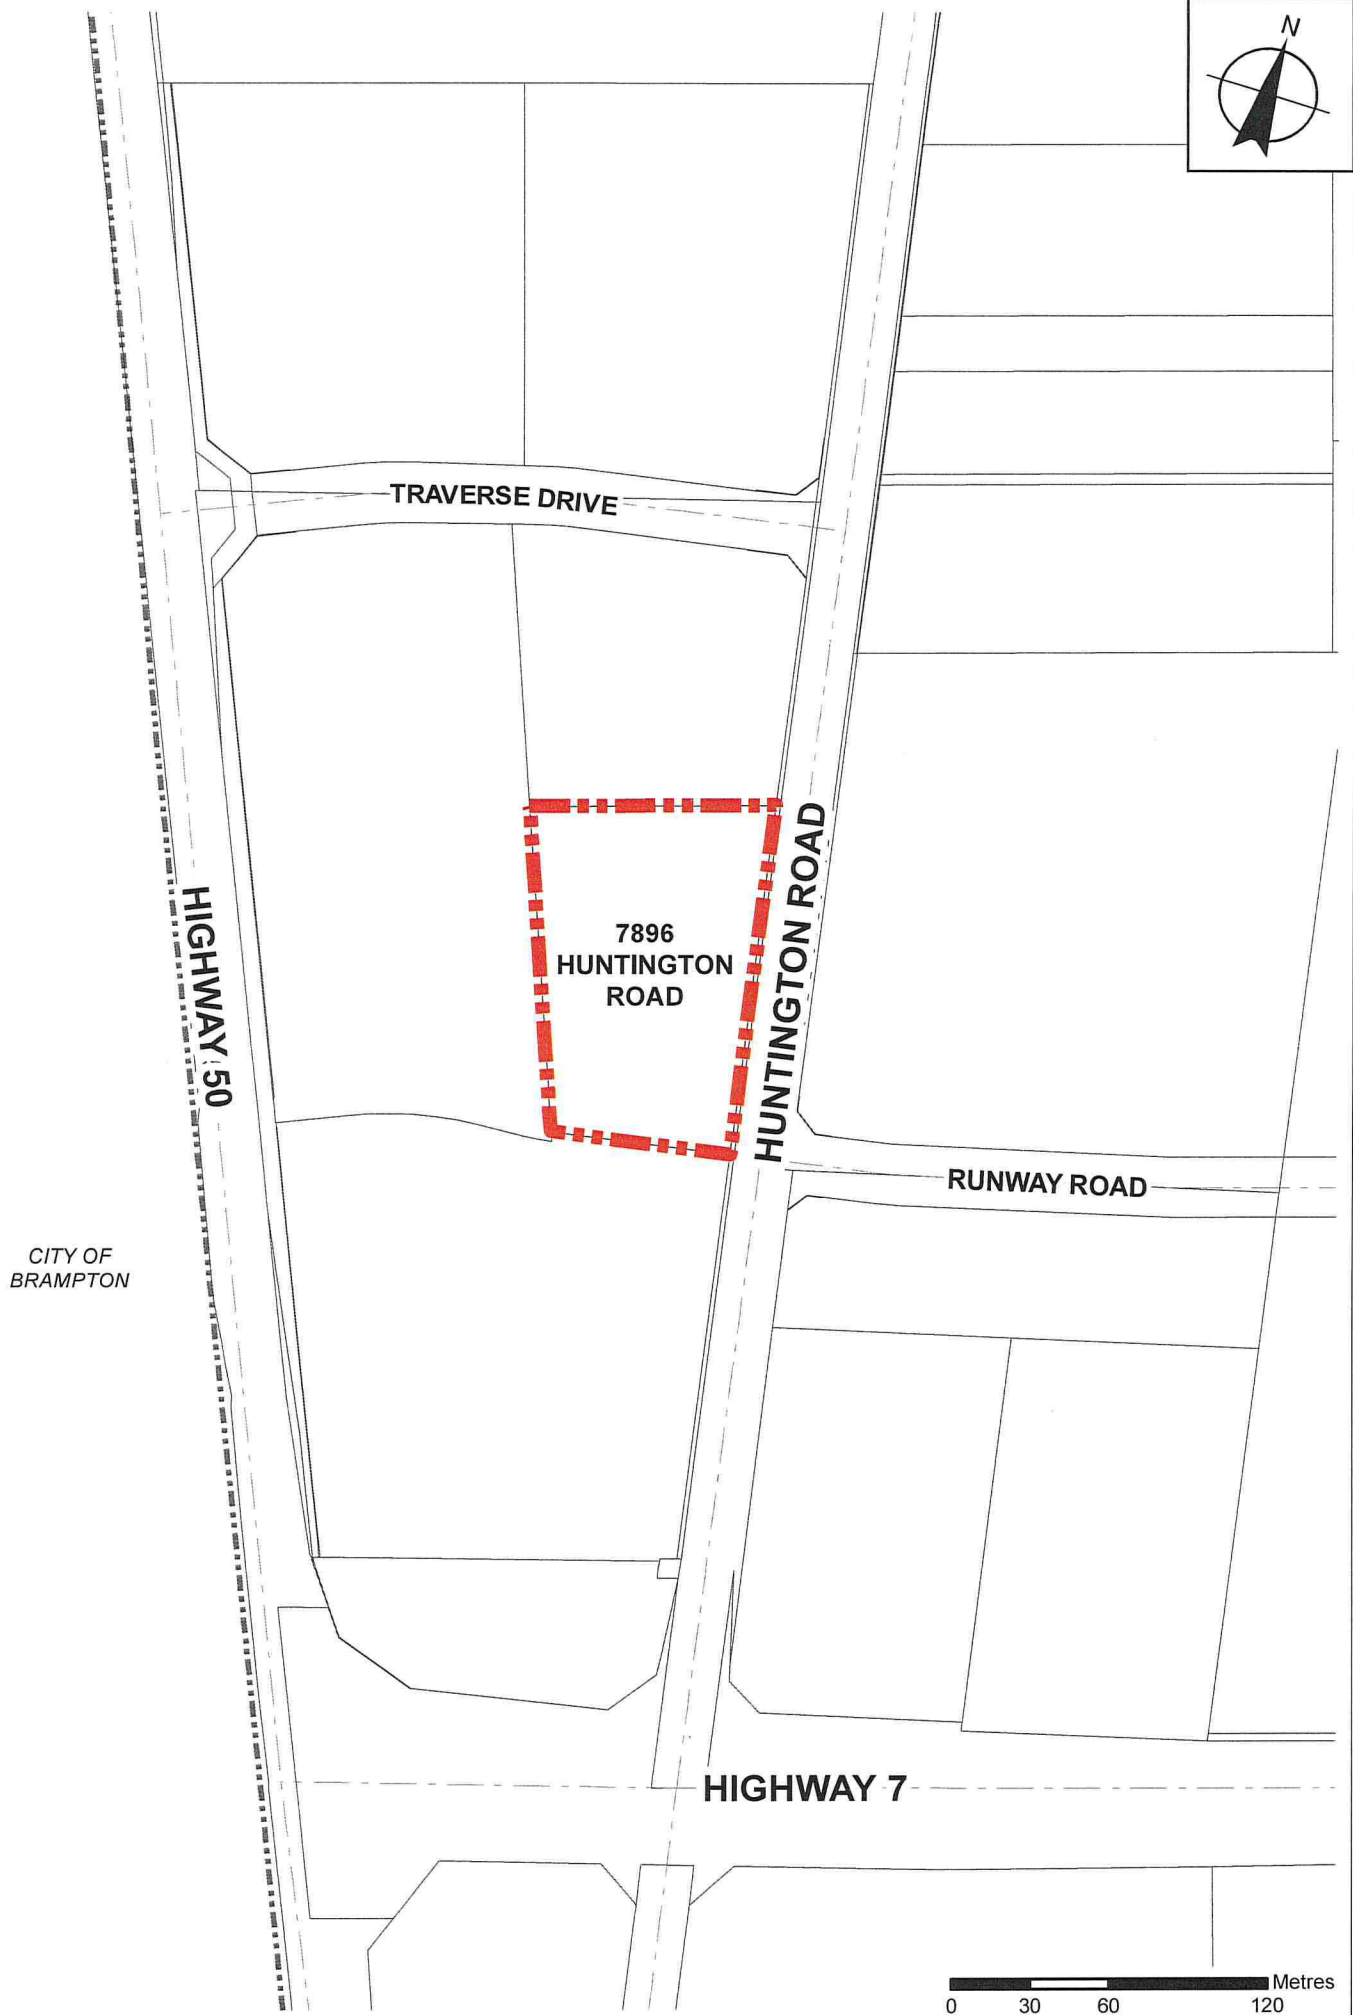 N
TRAVERSE DRIVE
HIGHWAY 50
7896
HUNTINGTON
ROAD
HUNTINGTON ROAD
RUNWAY ROAD
CITY OF
BRAMPTON
HIGHWAY 7
Metres
0 30 60 120